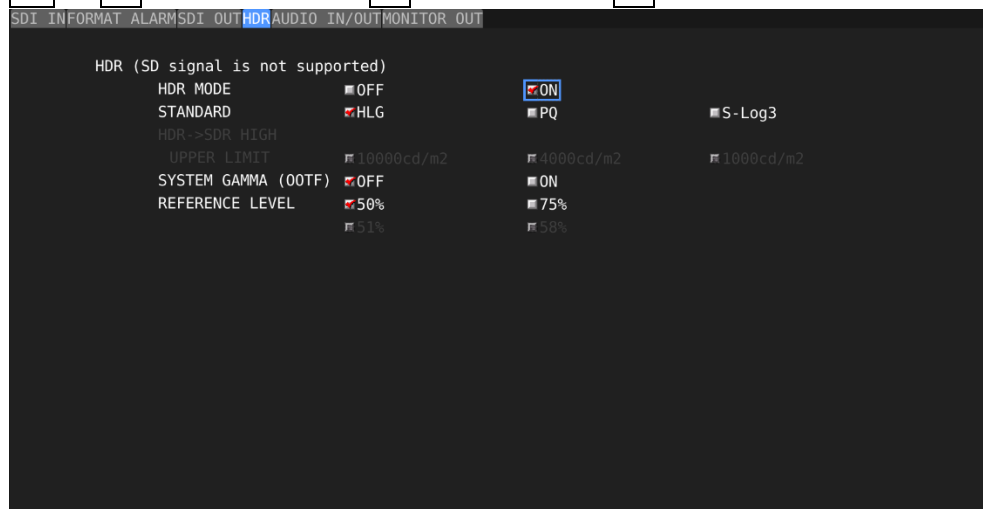 SDI IN FORMAT ALARM SDI OUT HDR AUDIO IN/OUT MONITOR OUT
HDR (SD signal is not supported)
HDR MODE OFF ON
STANDARD HLG PQ S-Log3
HDR->SDR HIGH
UPPER LIMIT 10000cd/m2 4000cd/m2 1000cd/m2
SYSTEM GAMMA (OOTF) OFF ON
REFERENCE LEVEL 50% 75%
51% 58%